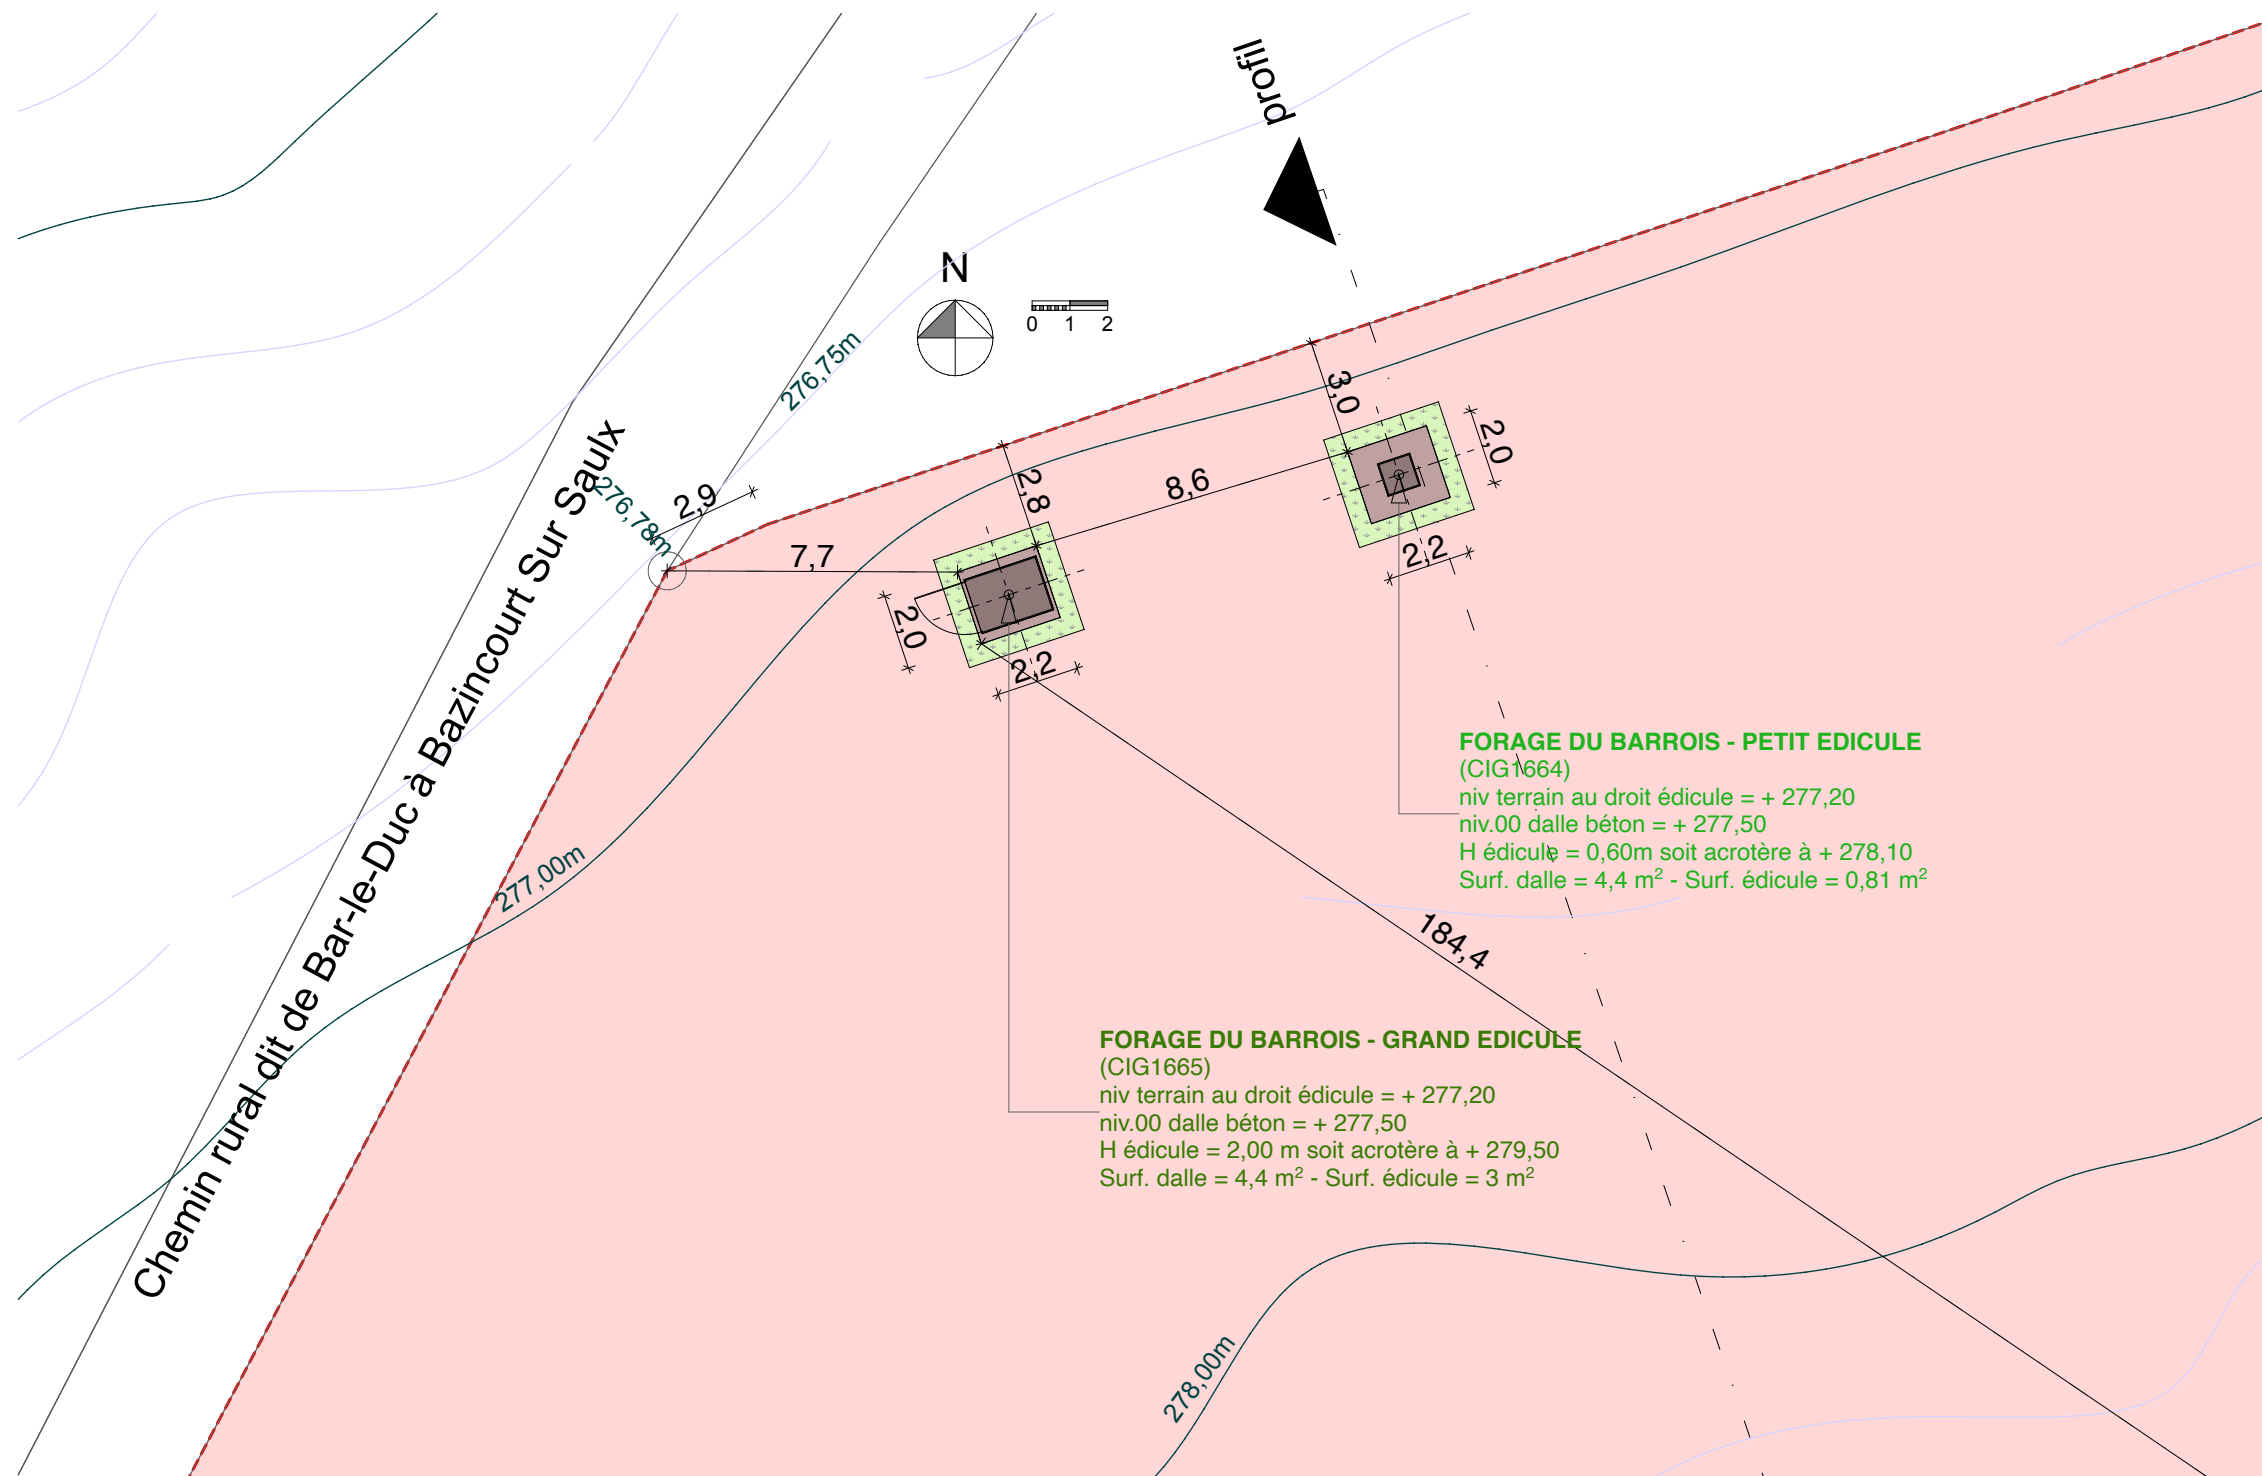 profil
N
0 1 2
276,75m
3,0
2,0
2,9
276,78m
2,8
8,6
7,7
2,2
2,0
2,2
Chemin rural dit de Bar-le-Duc à Bazincourt Sur Saulx
FORAGE DU BARROIS - PETIT EDICULE
(CIG1664)
niv terrain au droit édicule = + 277,20
niv.00 dalle béton = + 277,50
H édicule = 0,60m soit acrotère à + 278,10
Surf. dalle = 4,4 m² - Surf. édicule = 0,81 m²
277,00m
184,4
FORAGE DU BARROIS - GRAND EDICULE
(CIG1665)
niv terrain au droit édicule = + 277,20
niv.00 dalle béton = + 277,50
H édicule = 2,00 m soit acrotère à + 279,50
Surf. dalle = 4,4 m² - Surf. édicule = 3 m²
278,00m